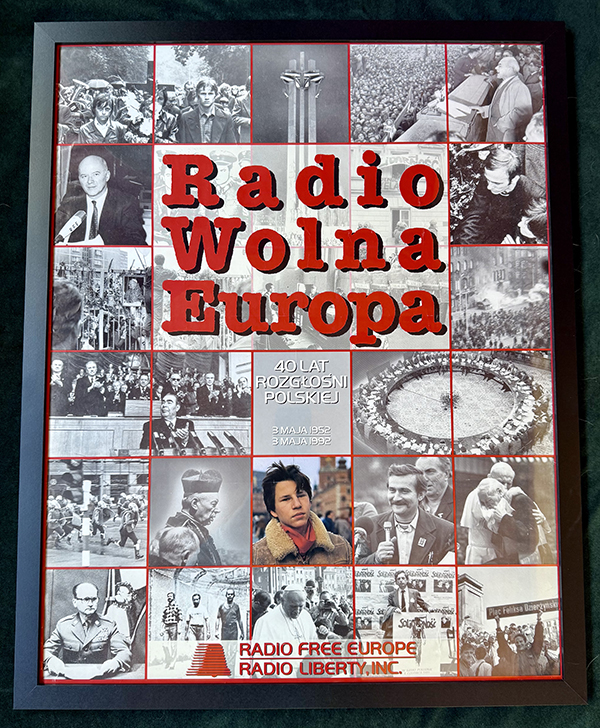 Radio
Wolna
Europa
40 LAT
ROZGŁOŚNI
POLSKIEJ
3 MAJA 1952
3 MAJA 1992
Plac Feliksa Dzierżyńskiego
RADIO FREE EUROPE
RADIO LIBERTY, INC.